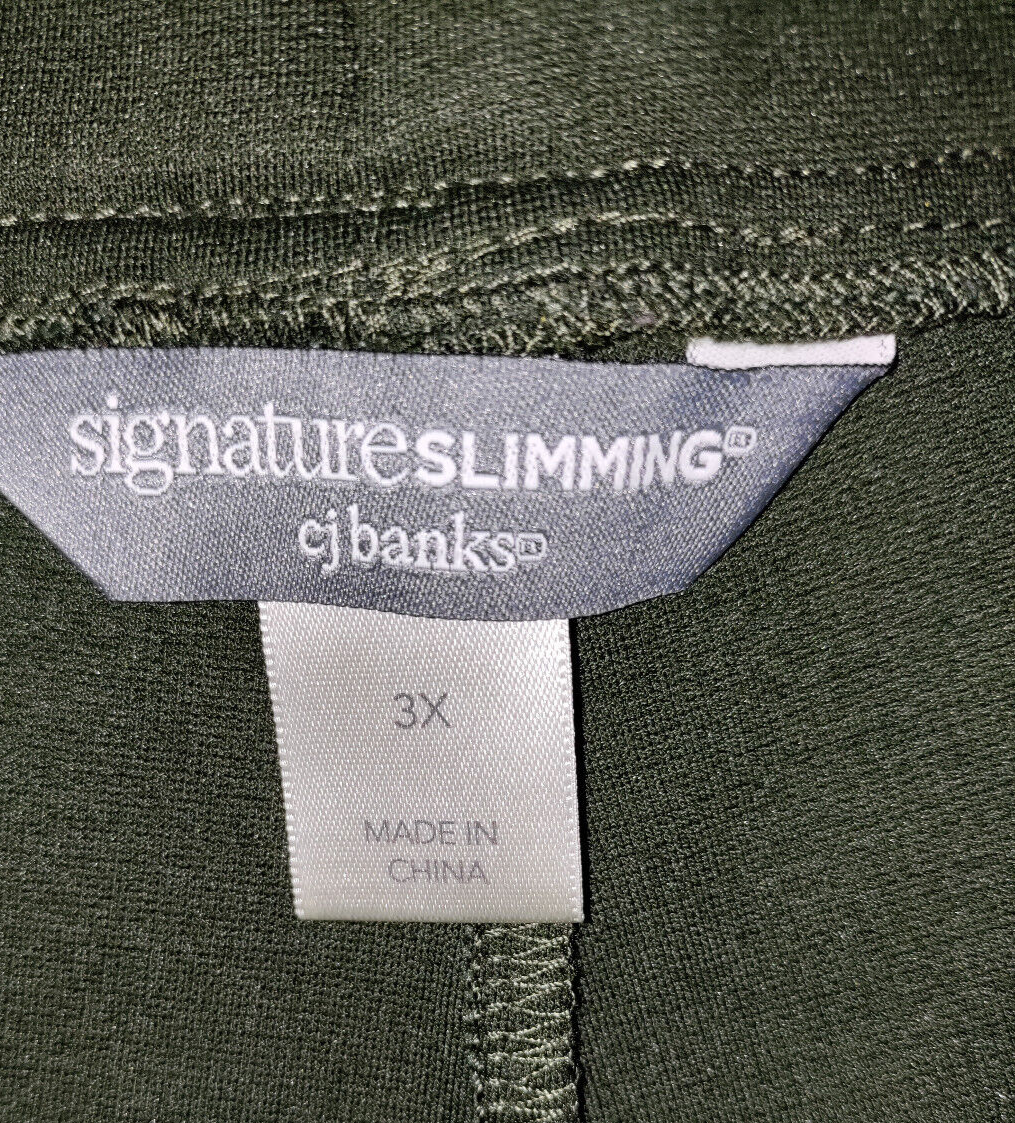 signatureSLIMMING®
cj banks®
3X
MADE IN
CHINA